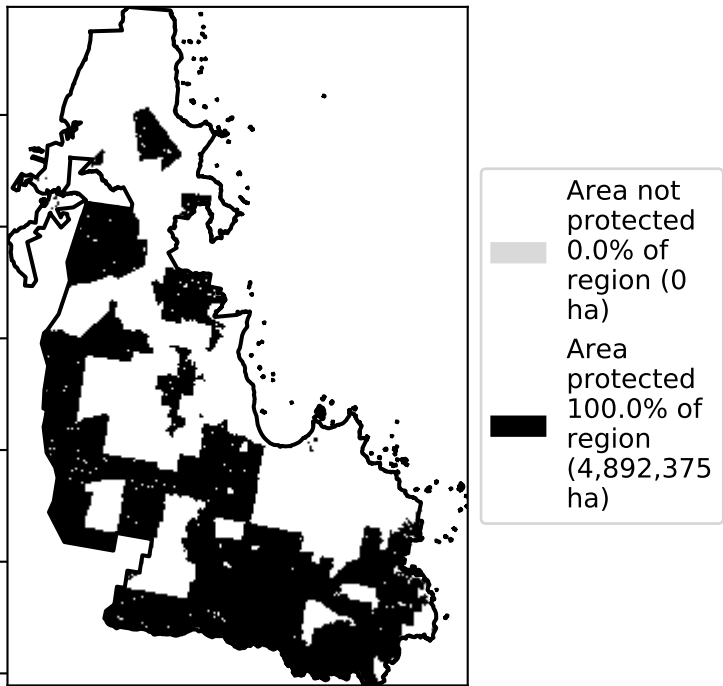 Area not
protected
0.0% of
region (0
ha)
Area
protected
100.0% of
region
(4,892,375
ha)